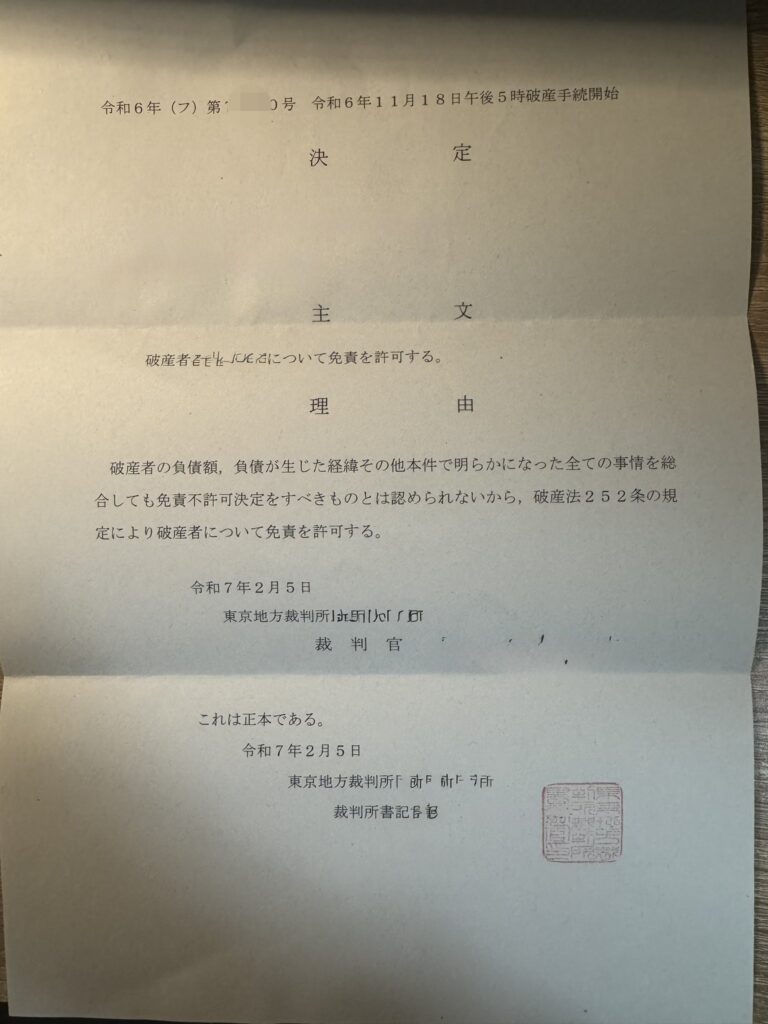 令和６年（フ）第 号　令和６年１１月１８日午後５時破産手続開始
決　　　定
主　　　文
破産者 について免責を許可する。
理　　　由
破産者の負債額，負債が生じた経緯その他本件で明らかになった全ての事情を総
合しても免責不許可決定をすべきものとは認められないから，破産法２５２条の規
定により破産者について免責を許可する。
令和７年２月５日
東京地方裁判所
裁　判　官
これは正本である。
令和７年２月５日
東京地方裁判所
裁判所書記